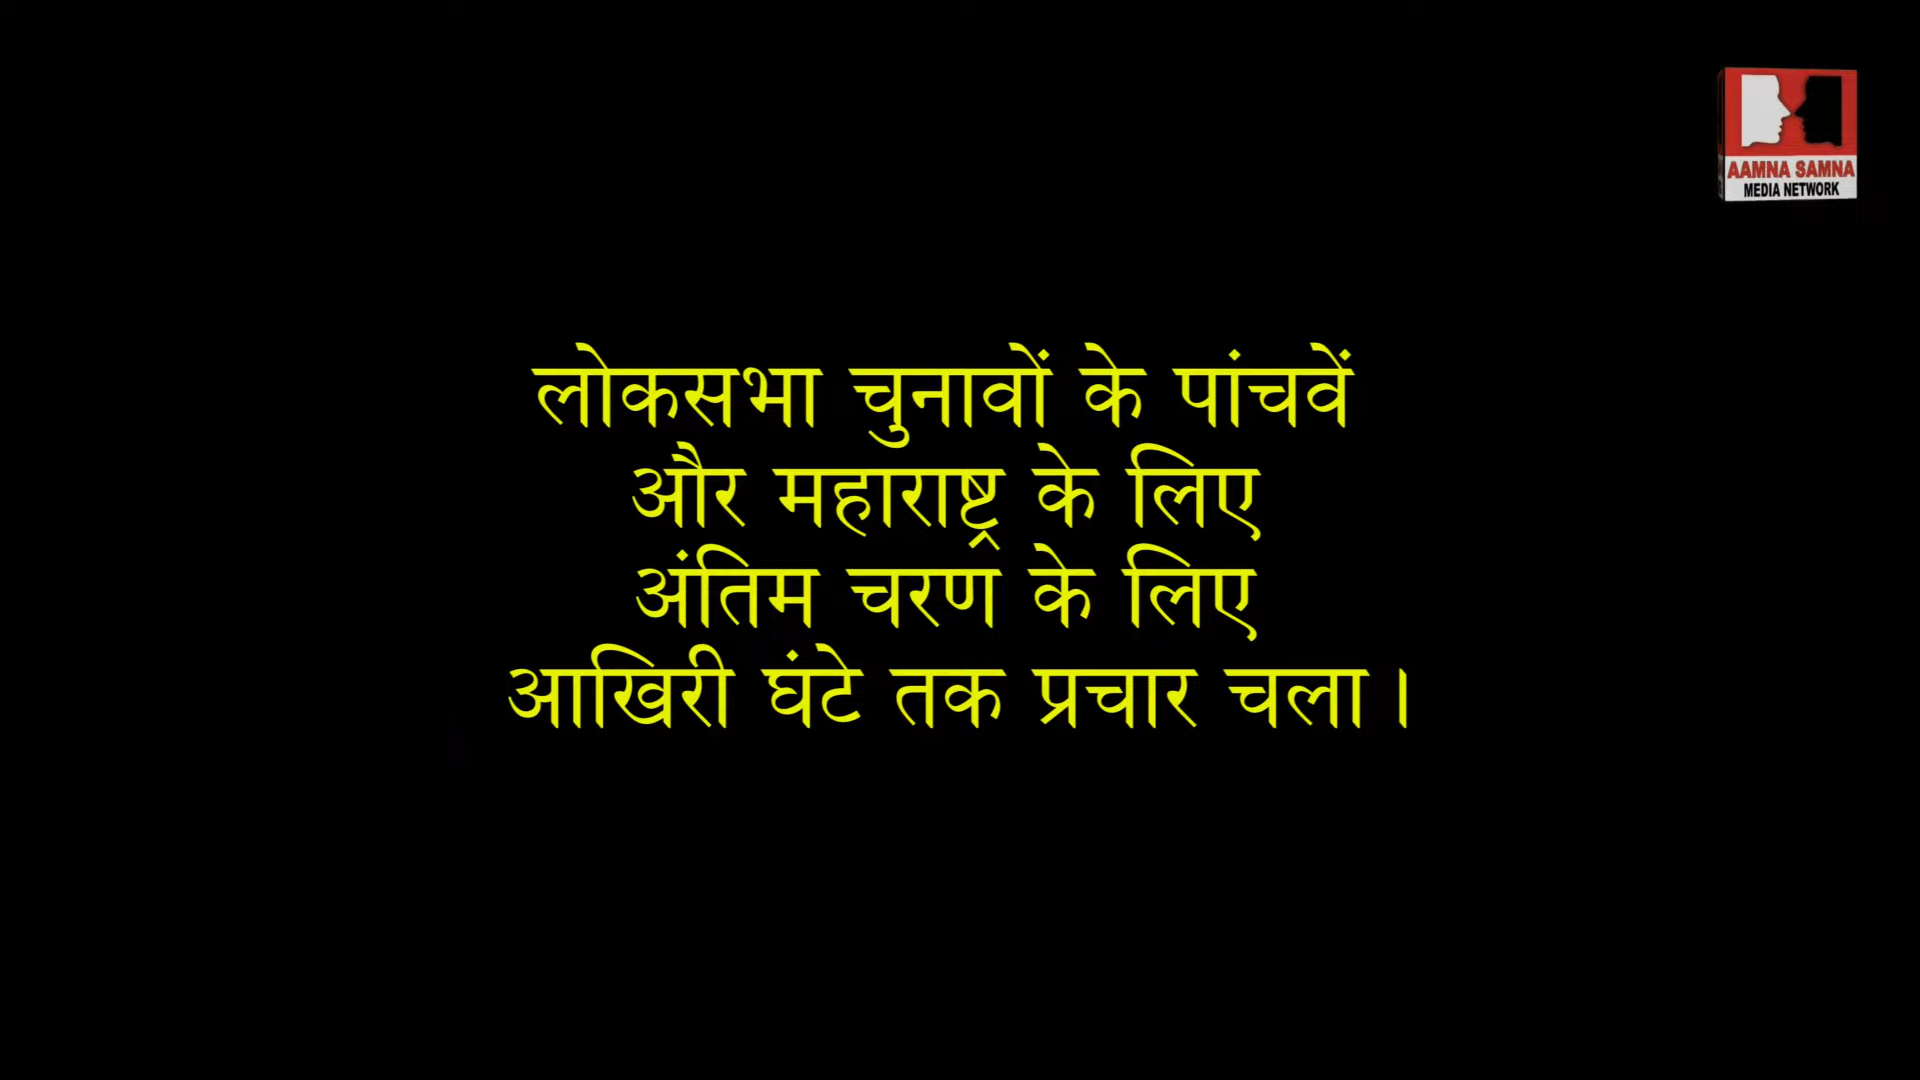 AAMNA SAMNA
MEDIA NETWORK
लोकसभा चुनावों के पांचवें
और महाराष्ट्र के लिए
अंतिम चरण के लिए
आखिरी घंटे तक प्रचार चला।